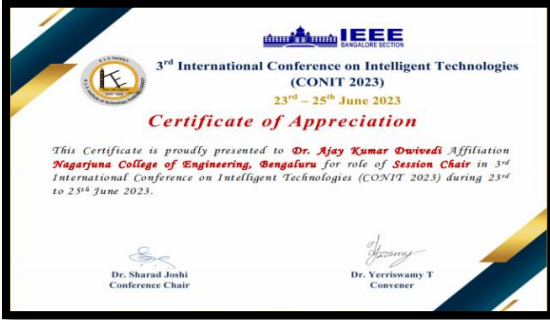 IEEE
BANGALORE SECTION
3rd International Conference on Intelligent Technologies
(CONIT 2023)
23rd – 25th June 2023
Certificate of Appreciation
This Certificate is proudly presented to Dr. Ajay Kumar Dwivedi Affiliation
Nagarjuna College of Engineering, Bengaluru for role of Session Chair in 3rd
International Conference on Intelligent Technologies (CONIT 2023) during 23rd
to 25th June 2023.
Dr. Sharad Joshi
Conference Chair
Dr. Yerriswamy T
Convener